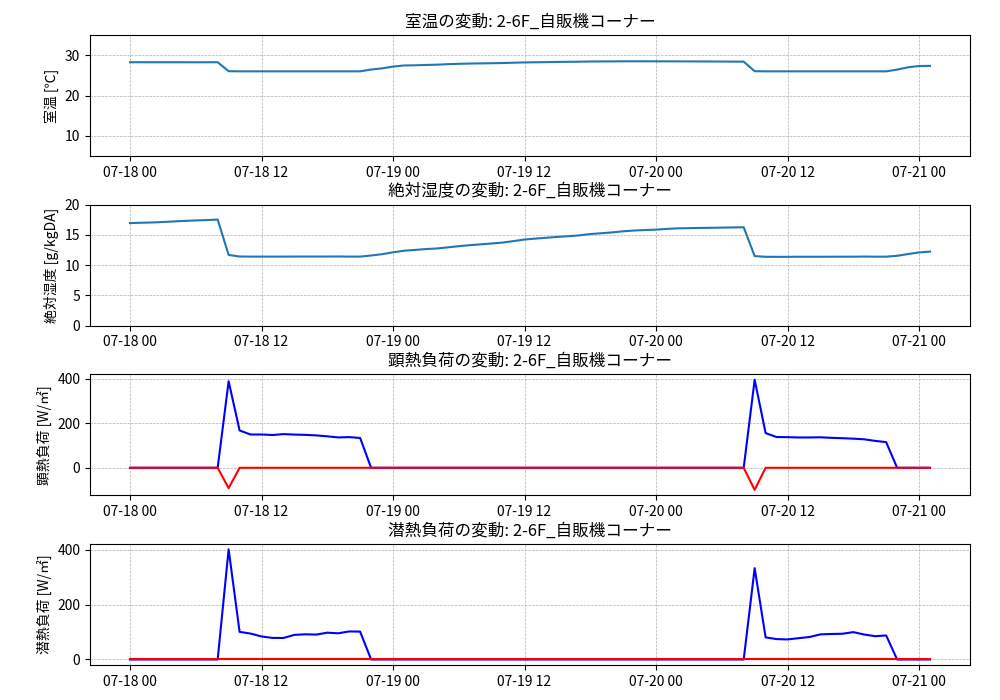 室温の変動: 2-6F_自販機コーナー
室温 [℃]
30
20
10
07-18 00 07-18 12 07-19 00 07-19 12 07-20 00 07-20 12 07-21 00
絶対湿度の変動: 2-6F_自販機コーナー
絶対湿度 [g/kgDA]
20
15
10
5
0
07-18 00 07-18 12 07-19 00 07-19 12 07-20 00 07-20 12 07-21 00
顕熱負荷の変動: 2-6F_自販機コーナー
顕熱負荷 [W/㎡]
400
200
0
07-18 00 07-18 12 07-19 00 07-19 12 07-20 00 07-20 12 07-21 00
潜熱負荷の変動: 2-6F_自販機コーナー
潜熱負荷 [W/㎡]
400
200
0
07-18 00 07-18 12 07-19 00 07-19 12 07-20 00 07-20 12 07-21 00